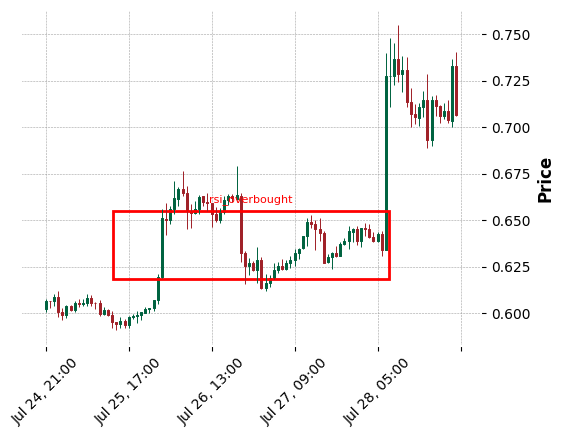 0.750
0.725
0.700
0.675
0.650
0.625
0.600
Price
rsi_overbought
Jul 24, 21:00
Jul 25, 17:00
Jul 26, 13:00
Jul 27, 09:00
Jul 28, 05:00